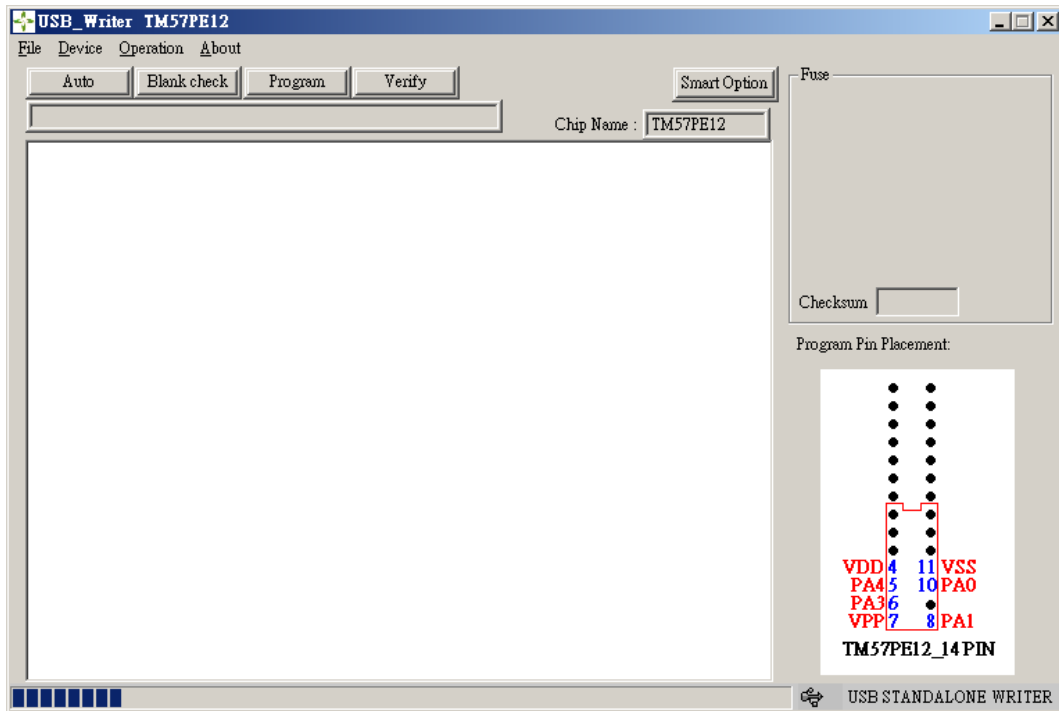 USB_Writer TM57PE12
File Device Operation About
Auto Blank check Program Verify Smart Option
Chip Name : TM57PE12
Fuse
Checksum
Program Pin Placement:
VDD 4 11 VSS
PA4 5 10 PA0
PA3 6
VPP 7 8 PA1
TM57PE12_14 PIN
USB STANDALONE WRITER